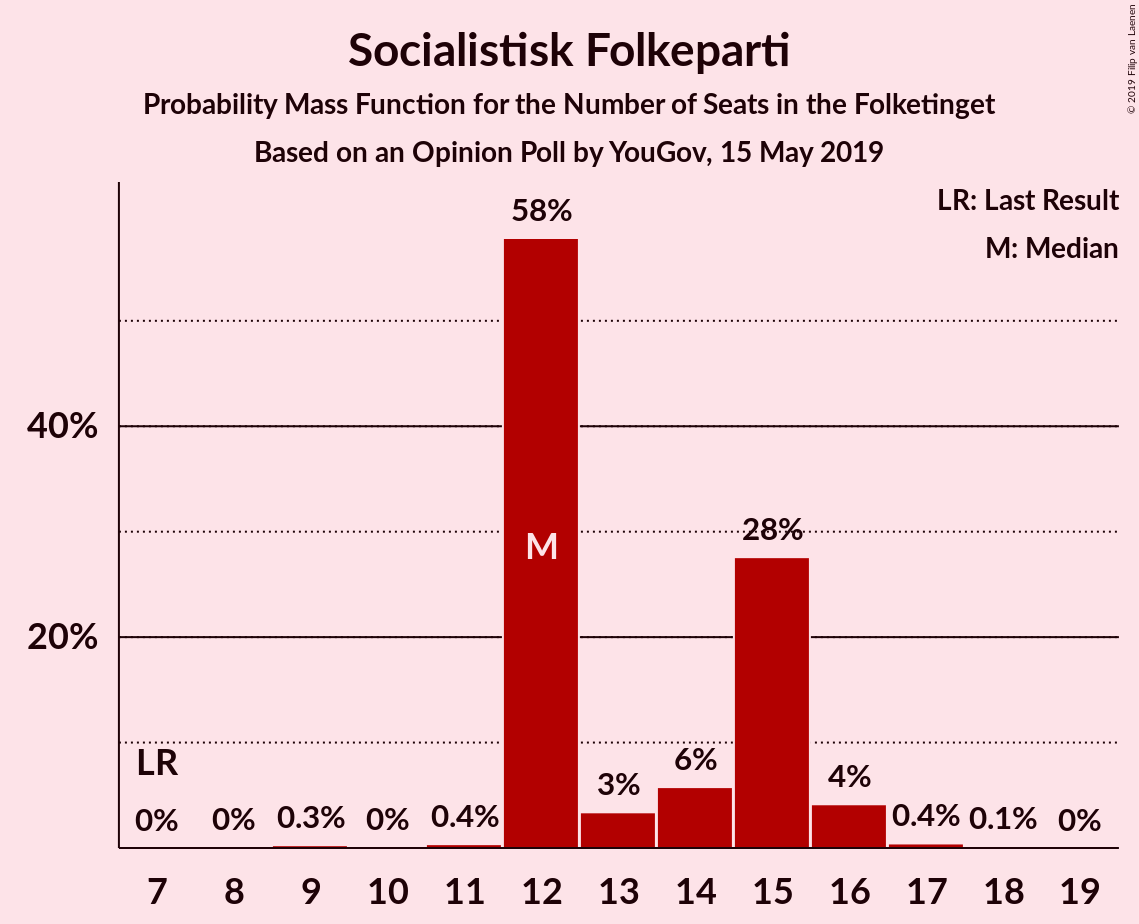 Socialistisk Folkeparti
Probability Mass Function for the Number of Seats in the Folketinget
Based on an Opinion Poll by YouGov, 15 May 2019
© 2019 Filip van Laenen
LR: Last Result
M: Median
58%
40%
M
28%
20%
LR
0% 0% 0.3% 0% 0.4% 3% 6% 4% 0.4% 0.1% 0%
7 8 9 10 11 12 13 14 15 16 17 18 19